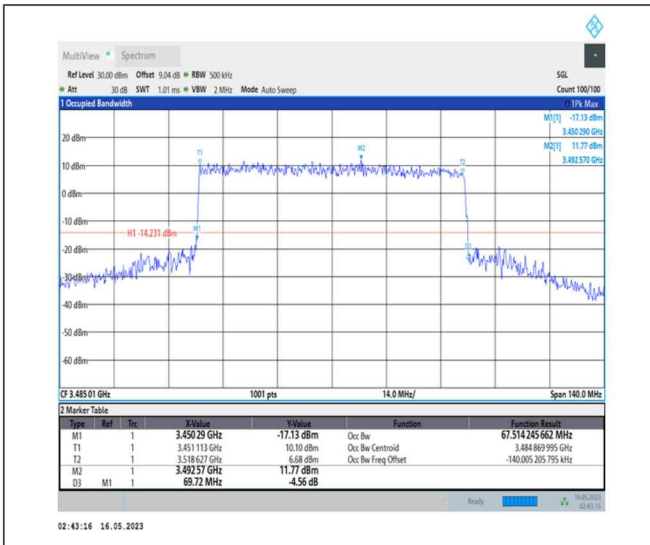 MultiView Spectrum
Ref Level 30.00 dBm Offset 9.04 dB RBW 500 kHz SGL
Att 30 dB SWT 1.01 ms VBW 2 MHz Mode Auto Sweep Count 100/100
1 Occupied Bandwidth 1Pk Max
M1[1] -17.13 dBm
3.450 290 GHz
M2[1] 11.77 dBm
3.492 570 GHz
20 dBm
M2
T1
T2
10 dBm
0 dBm
-10 dBm
H1 -14.231 dBm
M1
-20 dBm
D3
-30 dBm
-40 dBm
-50 dBm
-60 dBm
CF 3.485 01 GHz 1001 pts 14.0 MHz/ Span 140.0 MHz
2 Marker Table
Type Ref Trc X-Value Y-Value Function Function Result
M1 1 3.450 29 GHz -17.13 dBm Occ Bw 67.514 245 662 MHz
T1 1 3.451 113 GHz 10.10 dBm Occ Bw Centroid 3.484 869 995 GHz
T2 1 3.518 627 GHz 6.68 dBm Occ Bw Freq Offset -140.005 205 795 kHz
M2 1 3.492 57 GHz 11.77 dBm
D3 M1 1 69.72 MHz -4.56 dB
Ready 16.05.2023
02:43:15
02:43:16 16.05.2023